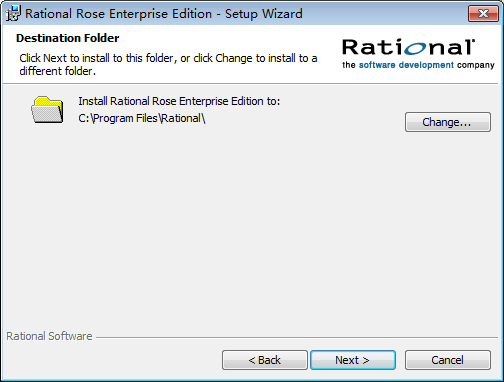 Rational Rose Enterprise Edition - Setup Wizard
Destination Folder
Click Next to install to this folder, or click Change to install to a
different folder.
Rational
the software development company
Install Rational Rose Enterprise Edition to:
C:\Program Files\Rational\
Change...
Rational Software
< Back
Next >
Cancel